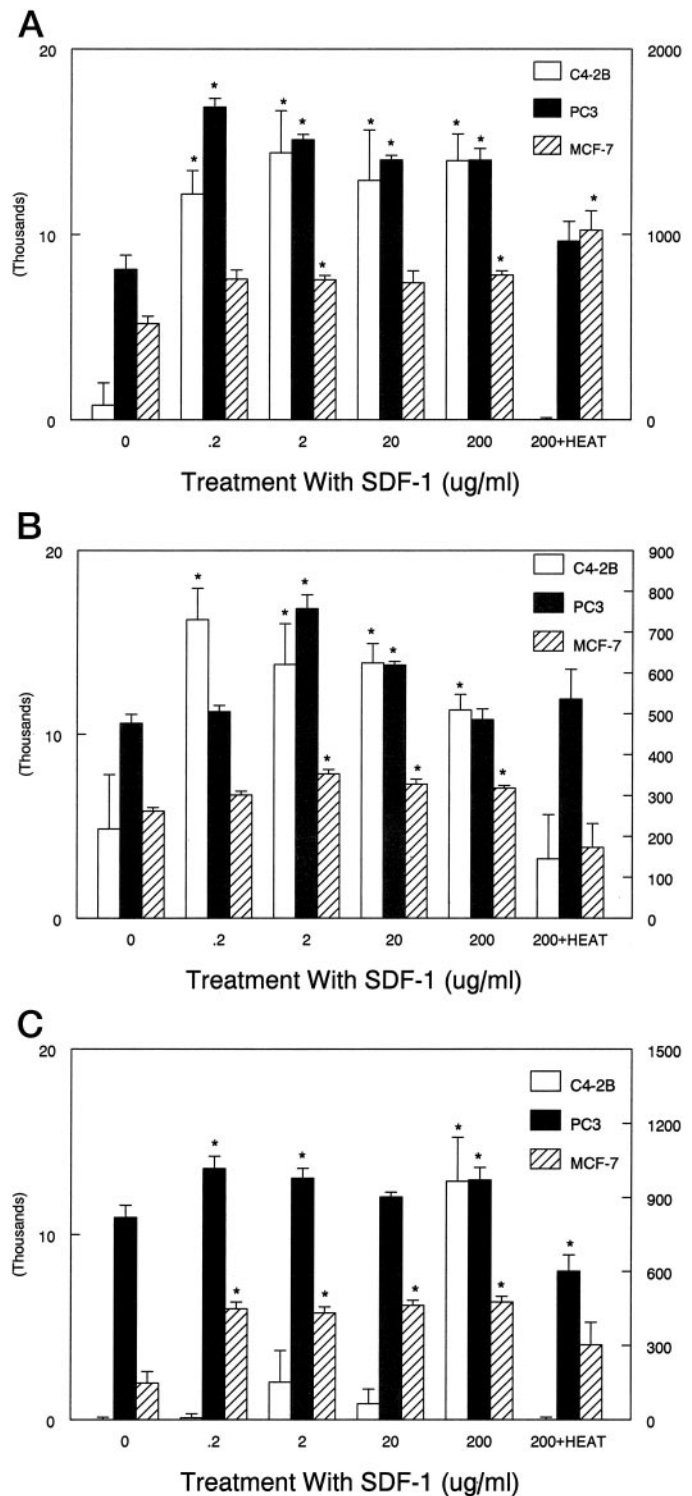 A
20
2000
C4-2B
PC3
MCF-7
* * * * * * * * * * *
(Thousands)
10
1000
0
0
0 .2 2 20 200 200+HEAT
Treatment With SDF-1 (ug/ml)
B
20
900
C4-2B
800
PC3
700
MCF-7
* * * * * * * * *
600
(Thousands)
10
500
400
300
200
100
0
0
0 .2 2 20 200 200+HEAT
Treatment With SDF-1 (ug/ml)
C
20
1500
C4-2B
PC3
1200
MCF-7
* * * * * * * * *
(Thousands)
10
900
600
300
0
0
0 .2 2 20 200 200+HEAT
Treatment With SDF-1 (ug/ml)